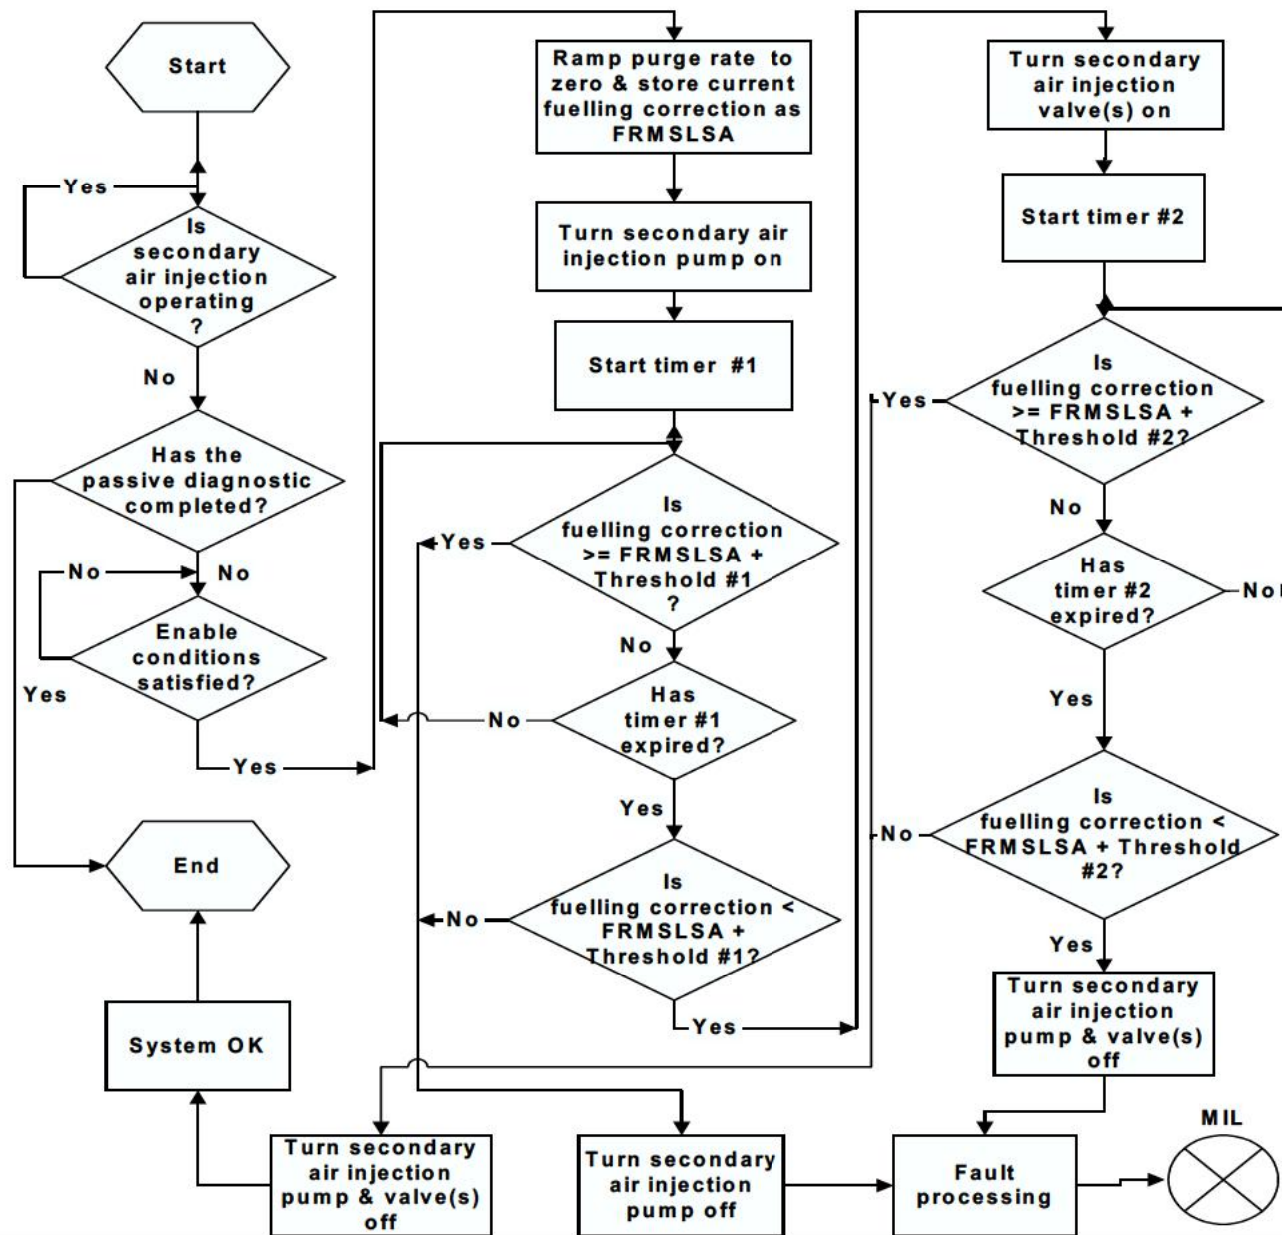 Start
Yes
Is
secondary
air injection
operating
?
No
Has the
passive diagnostic
completed?
No
No
Enable
conditions
satisfied?
Yes
Yes
End
System OK
Turn secondary
air injection
pump & valve(s)
off
Ramp purge rate to
zero & store current
fuelling correction as
FRMSLSA
Turn secondary air
injection pump on
Start timer #1
Is
fuelling correction
>= FRMSLSA +
Threshold #1
?
Yes
No
Has
timer #1
expired?
No
Yes
Is
fuelling correction <
FRMSLSA +
Threshold #1?
No
Yes
Turn secondary
air injection
pump off
Turn secondary
air injection
valve(s) on
Start timer #2
Is
fuelling correction
>= FRMSLSA +
Threshold #2?
Yes
No
Has
timer #2
expired?
No
Yes
Is
fuelling correction <
FRMSLSA + Threshold
#2?
No
Yes
Turn secondary
air injection
pump & valve(s)
off
Fault
processing
MIL